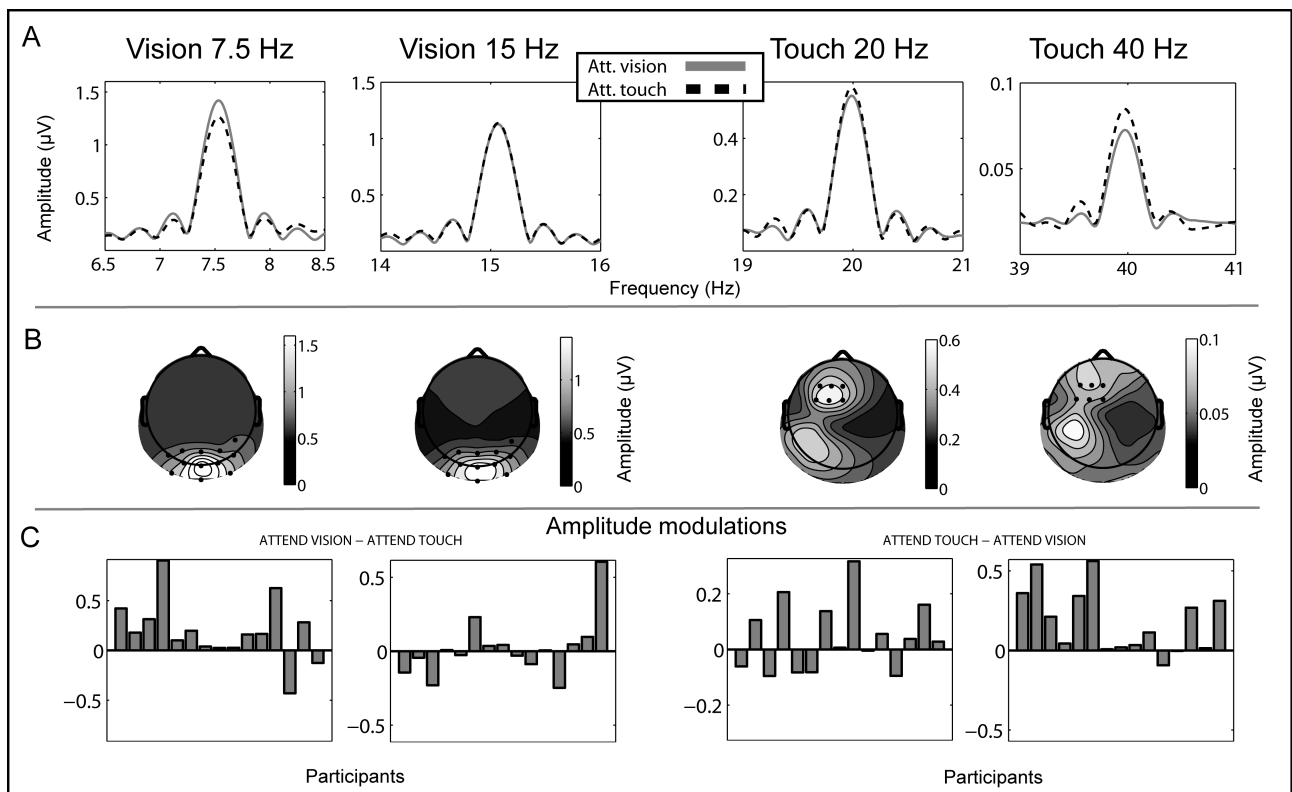 A
Vision 7.5 Hz
Vision 15 Hz
Touch 20 Hz
Touch 40 Hz
Att. vision
Att. touch
Amplitude (µV)
1.5
1
0.5
6.5 7 7.5 8 8.5
1.5
1
0.5
14 15 16
0.4
0.2
19 20 21
0.1
0.05
39 40 41
Frequency (Hz)
B
1.5
1
0.5
0
1
0.5
0
Amplitude (µV)
0.6
0.4
0.2
0
0.1
0.05
0
Amplitude (µV)
C
Amplitude modulations
ATTEND VISION – ATTEND TOUCH
ATTEND TOUCH – ATTEND VISION
0.5
0
−0.5
0.5
0
−0.5
0.2
0
−0.2
0.5
0
−0.5
Participants
Participants